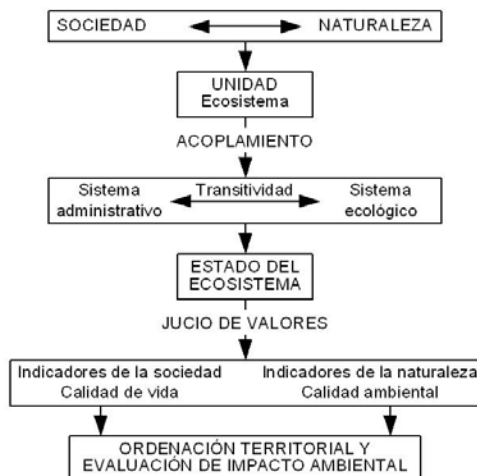 SOCIEDAD NATURALEZA
UNIDAD
Ecosistema
ACOPLAMIENTO
Sistema administrativo
Transitividad
Sistema ecológico
ESTADO DEL
ECOSISTEMA
JUCIO DE VALORES
Indicadores de la sociedad
Calidad de vida
Indicadores de la naturaleza
Calidad ambiental
ORDENACIÓN TERRITORIAL Y
EVALUACIÓN DE IMPACTO AMBIENTAL